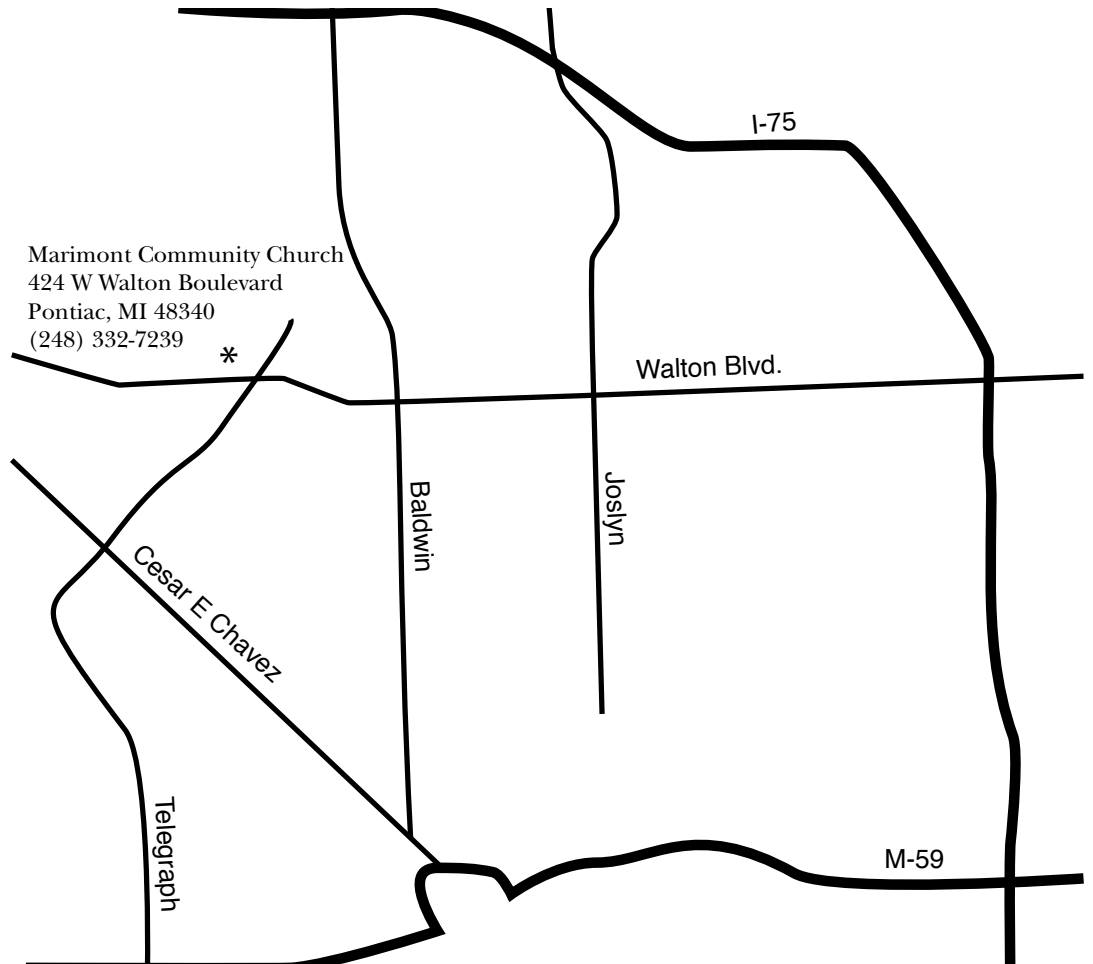 I-75
Marimont Community Church
424 W Walton Boulevard
Pontiac, MI 48340
(248) 332-7239
*
Walton Blvd.
Baldwin
Joslyn
Cesar E Chavez
Telegraph
M-59